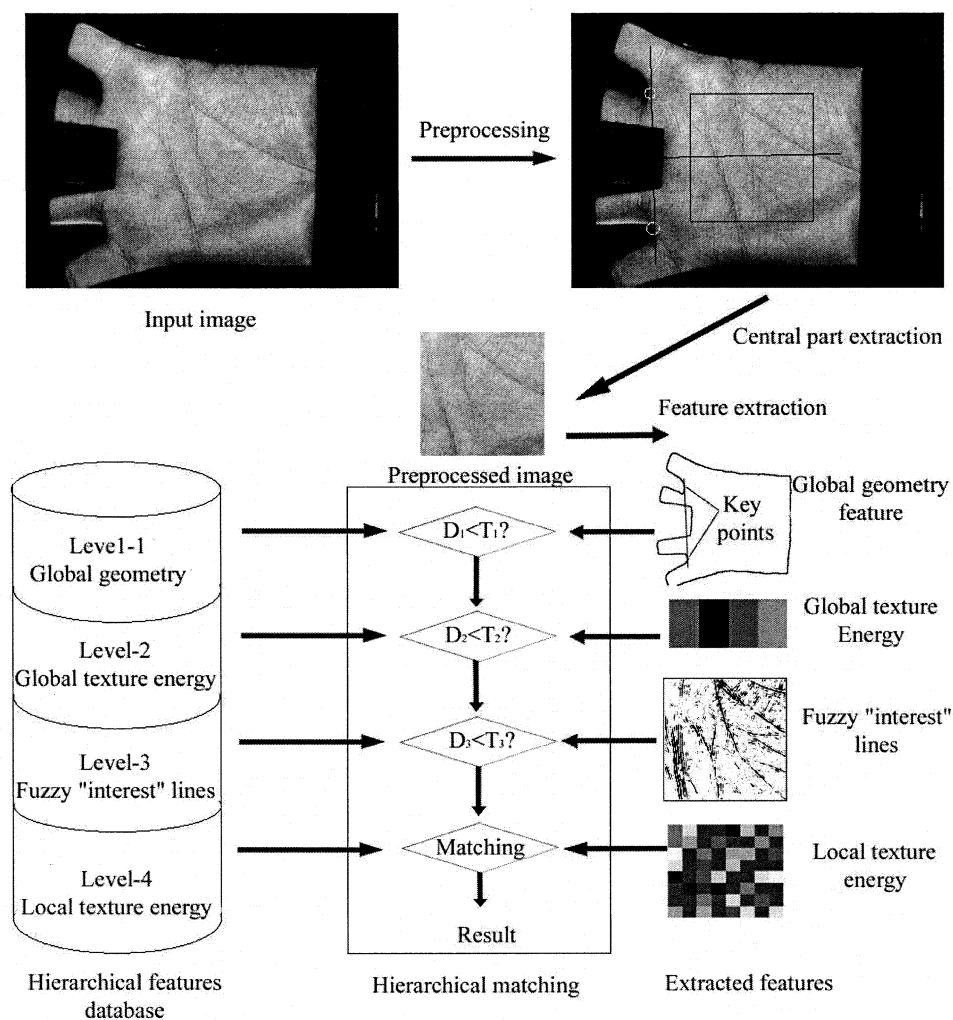 Preprocessing
Input image
Central part extraction
Feature extraction
Preprocessed image
Global geometry
feature
Key
points
D₁<T₁?
Level-1
Global geometry
Global texture
Energy
D₂<T₂?
Level-2
Global texture energy
Fuzzy "interest"
lines
D₃<T₃?
Level-3
Fuzzy "interest" lines
Matching
Local texture
energy
Level-4
Local texture energy
Result
Hierarchical features
database
Hierarchical matching
Extracted features